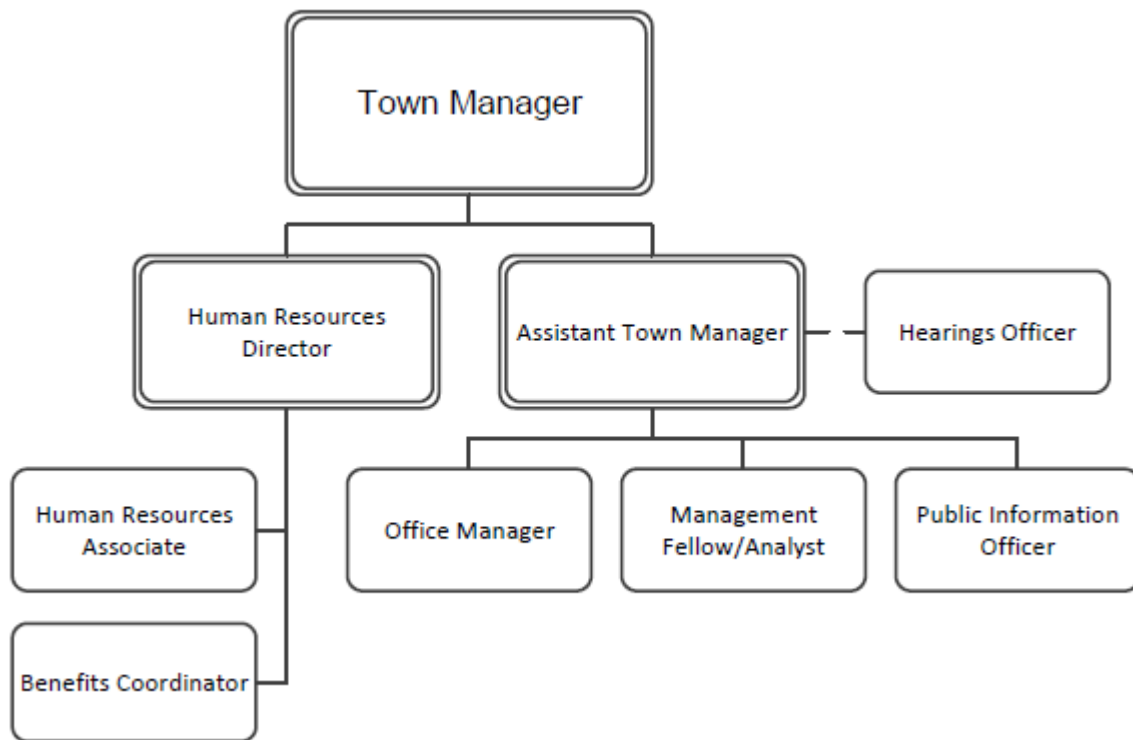 Town Manager
Human Resources
Director
Assistant Town Manager
Hearings Officer
Human Resources
Associate
Office Manager
Management
Fellow/Analyst
Public Information
Officer
Benefits Coordinator